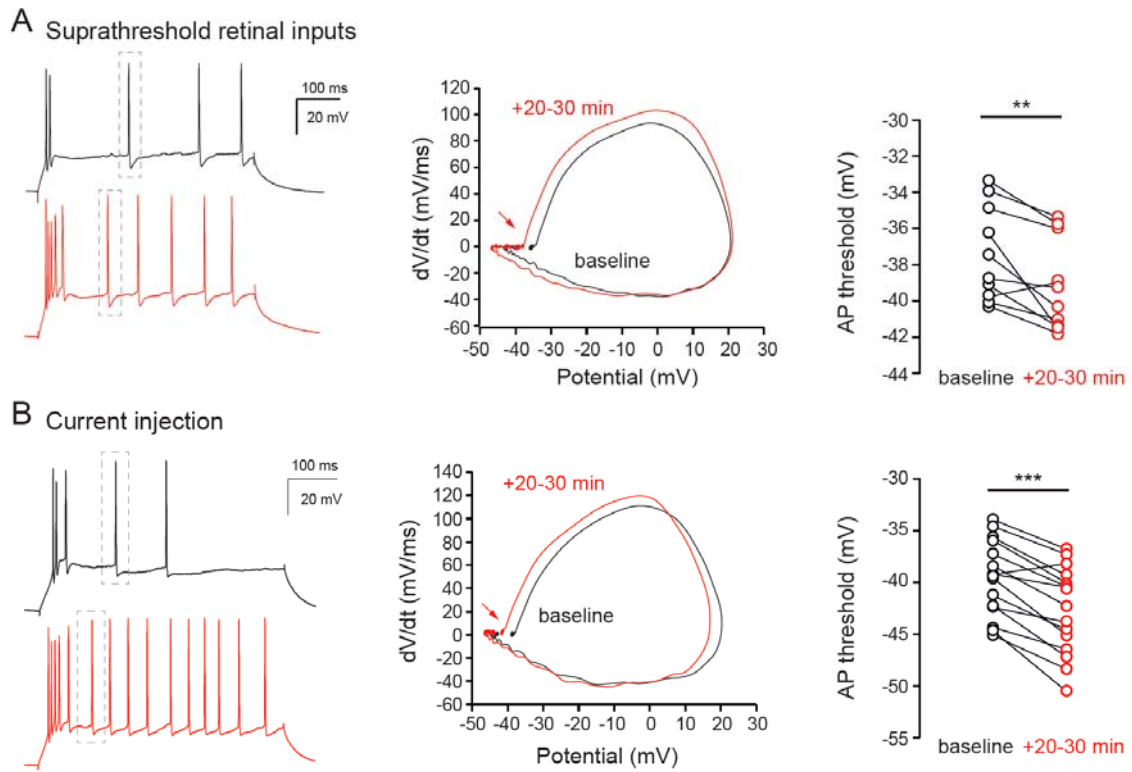 A Suprathreshold retinal inputs
100 ms
20 mV
dV/dt (mV/ms)
120
100
80
60
40
20
0
-20
-40
-60
+20-30 min
baseline
-50 -40 -30 -20 -10 0 10 20 30
Potential (mV)
AP threshold (mV)
-30
-32
-34
-36
-38
-40
-42
-44
**
baseline +20-30 min
B Current injection
100 ms
20 mV
dV/dt (mV/ms)
140
120
100
80
60
40
20
0
-20
-40
-60
+20-30 min
baseline
-50 -40 -30 -20 -10 0 10 20 30
Potential (mV)
AP threshold (mV)
-30
-35
-40
-45
-50
-55
***
baseline +20-30 min